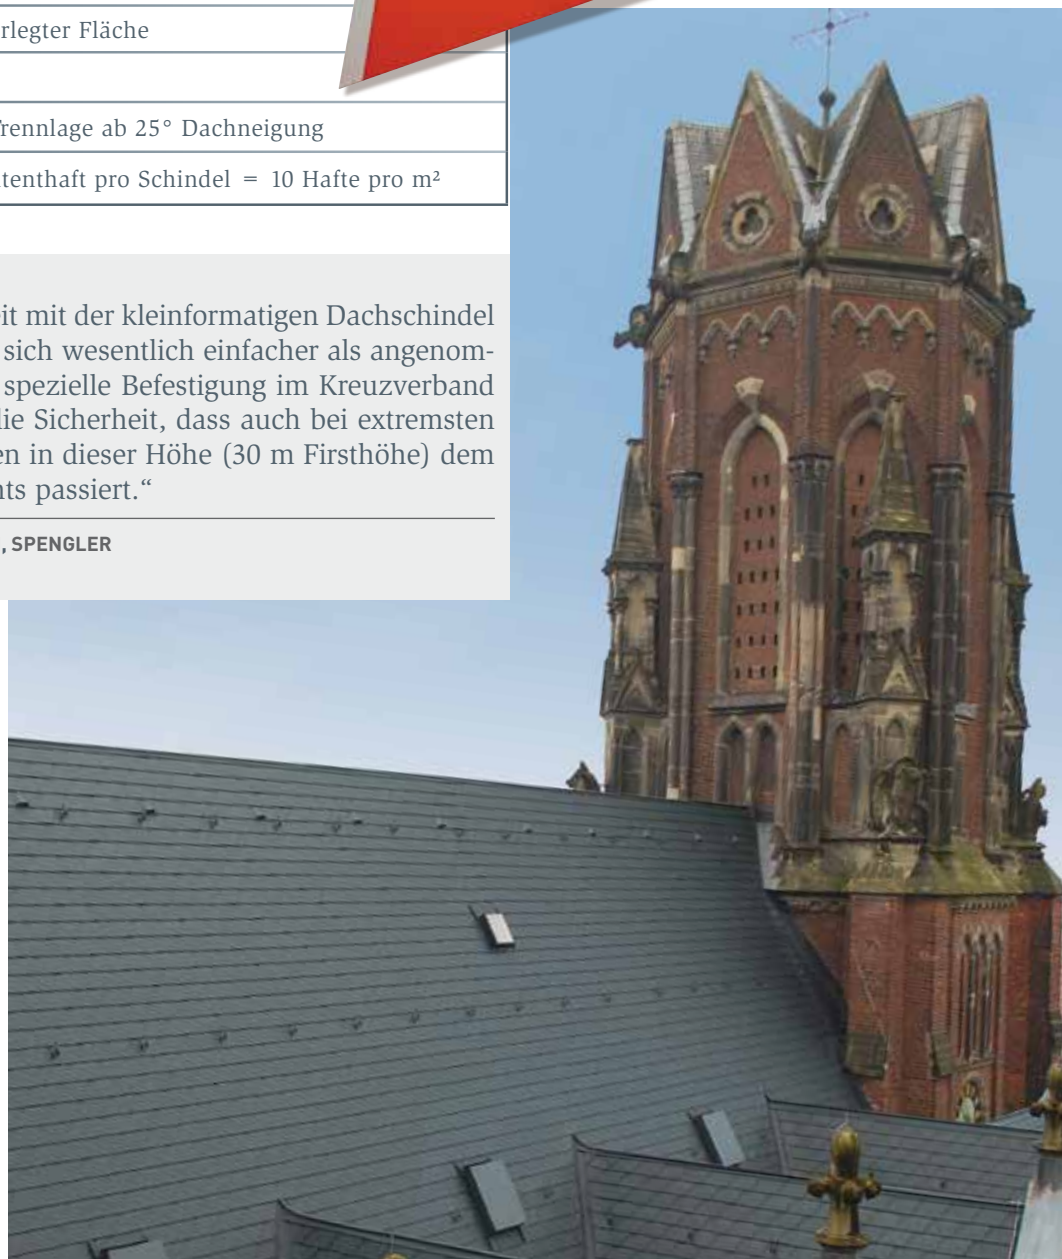 rlegter Fläche
Trennlage ab 25° Dachneigung
tenthaft pro Schindel = 10 Hafte pro m²
eit mit der kleinformatigen Dachschindel
sich wesentlich einfacher als angenom-
spezielle Befestigung im Kreuzverband
die Sicherheit, dass auch bei extremsten
en in dieser Höhe (30 m Firsthöhe) dem
hts passiert.“
, SPENGLER